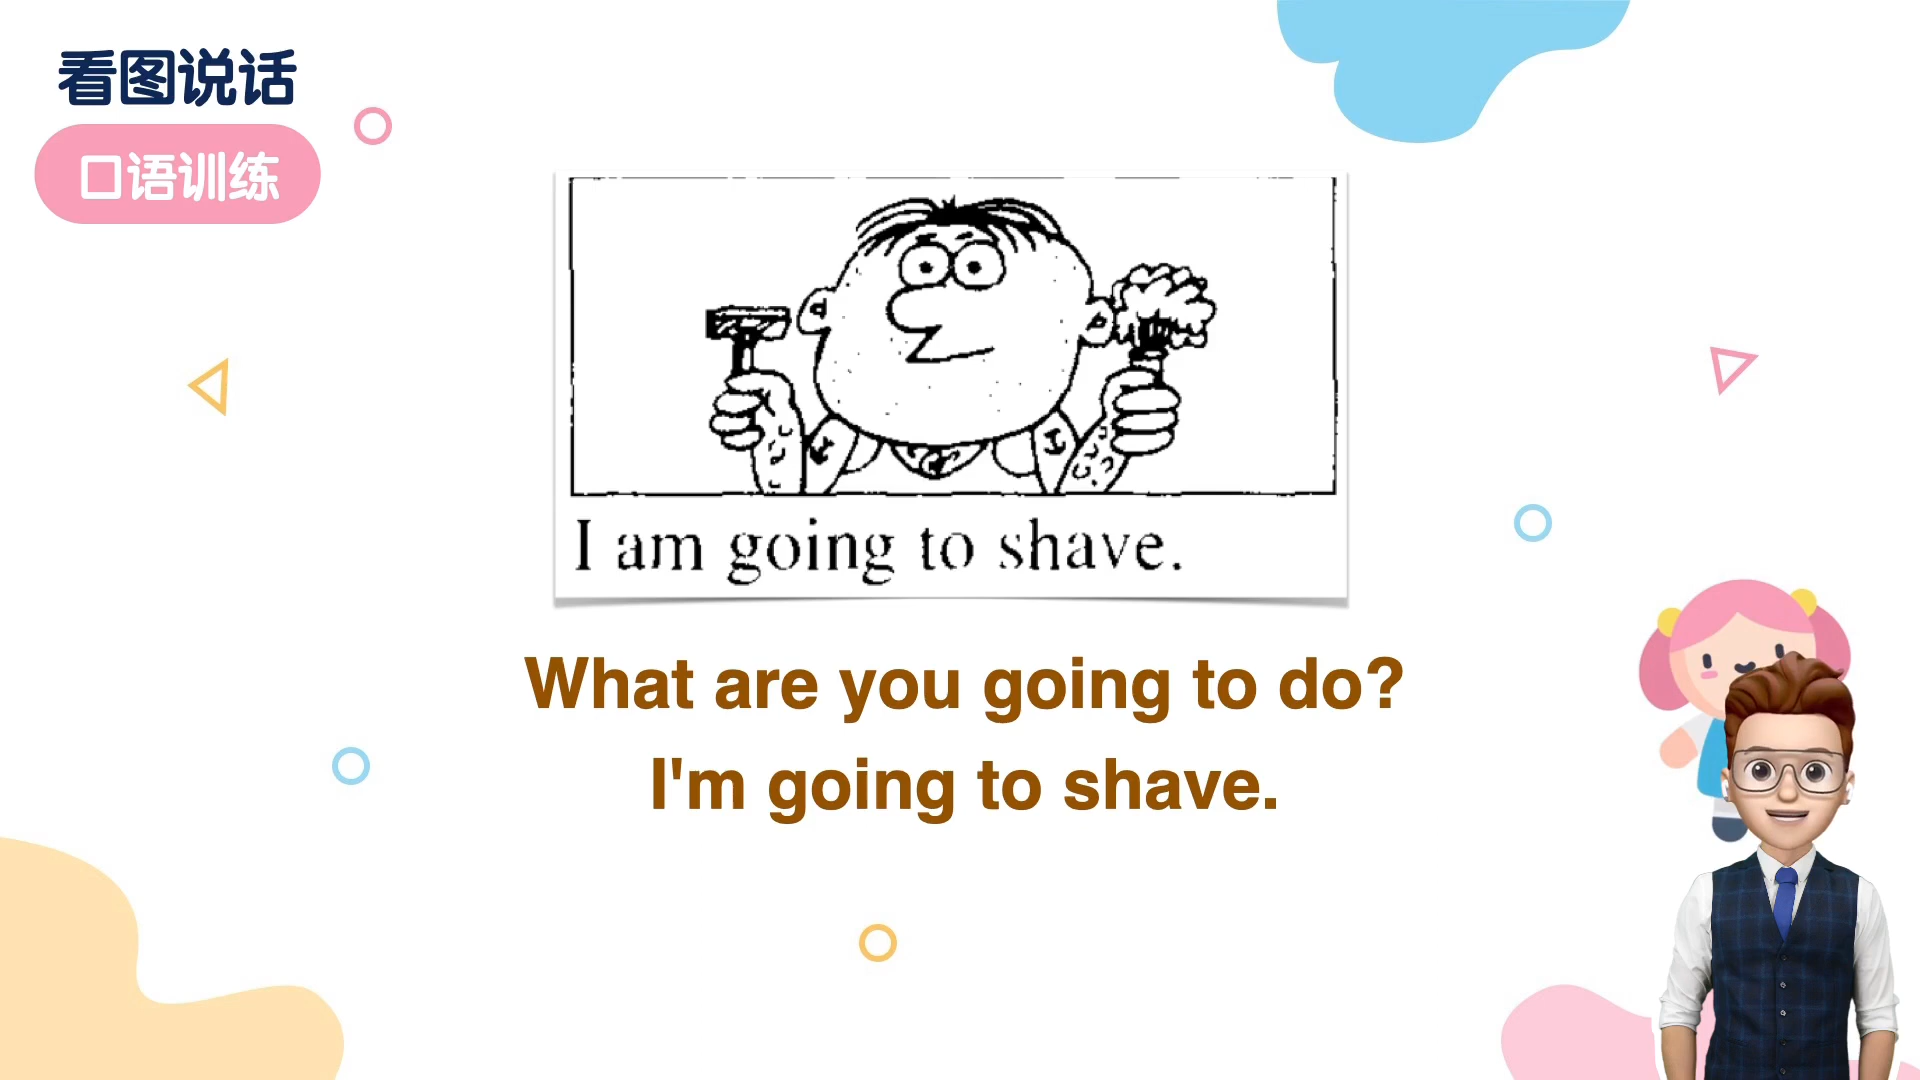 看图说话
口语训练
I am going to shave.
What are you going to do?
I'm going to shave.